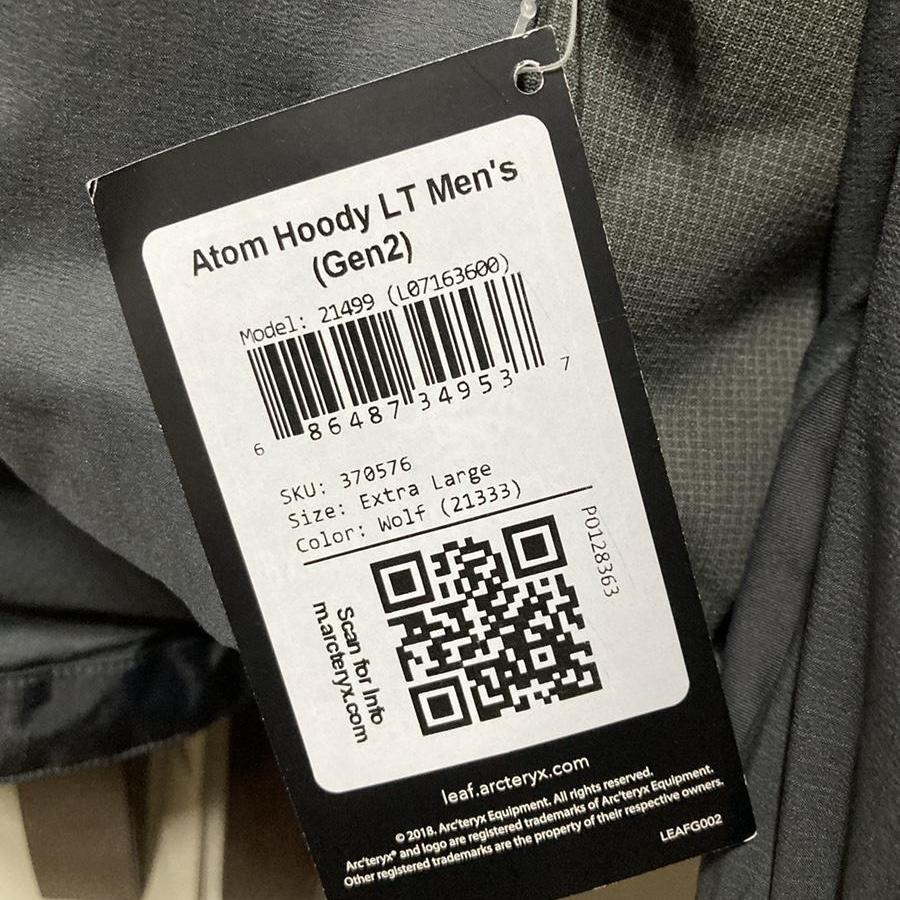 Atom Hoody LT Men's
(Gen2)
Model: 21499 (L07163600)
6 86487 34953 7
SKU: 370576
Size: Extra Large
Color: Wolf (21333)
PO128363
Scan for Info
m.arcteryx.com
leaf.arcteryx.com
© 2018. Arc'teryx Equipment. All rights reserved.
Arc'teryx® and logo are registered trademarks of Arc'teryx Equipment.
Other registered trademarks are the property of their respective owners.
LEAFG002